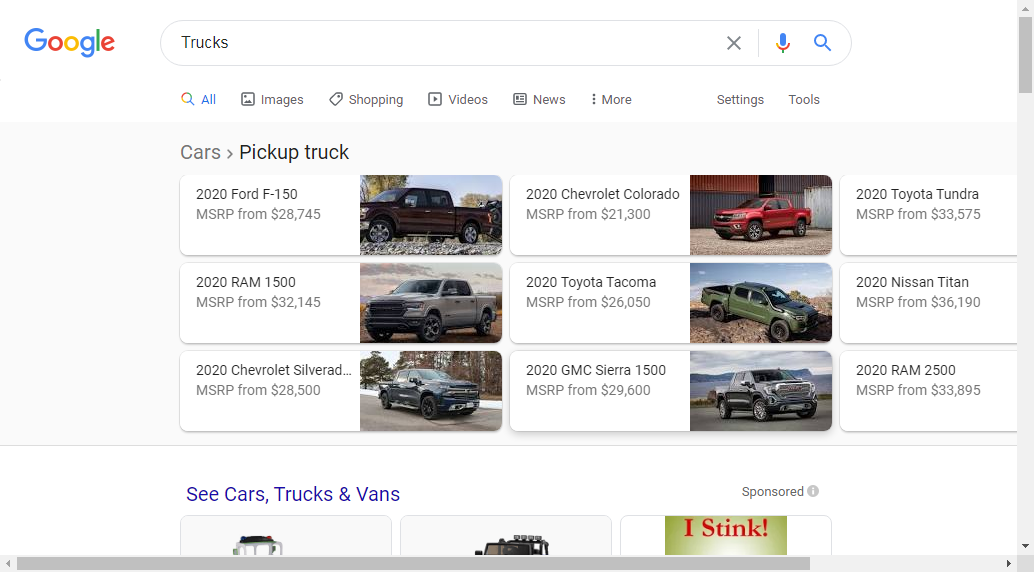 Google
Trucks
All
Images
Shopping
Videos
News
More
Settings
Tools
Cars › Pickup truck
2020 Ford F-150
MSRP from $28,745
2020 Chevrolet Colorado
MSRP from $21,300
2020 Toyota Tundra
MSRP from $33,575
2020 RAM 1500
MSRP from $32,145
2020 Toyota Tacoma
MSRP from $26,050
2020 Nissan Titan
MSRP from $36,190
2020 Chevrolet Silverad...
MSRP from $28,500
2020 GMC Sierra 1500
MSRP from $29,600
2020 RAM 2500
MSRP from $33,895
See Cars, Trucks & Vans
Sponsored
I Stink!